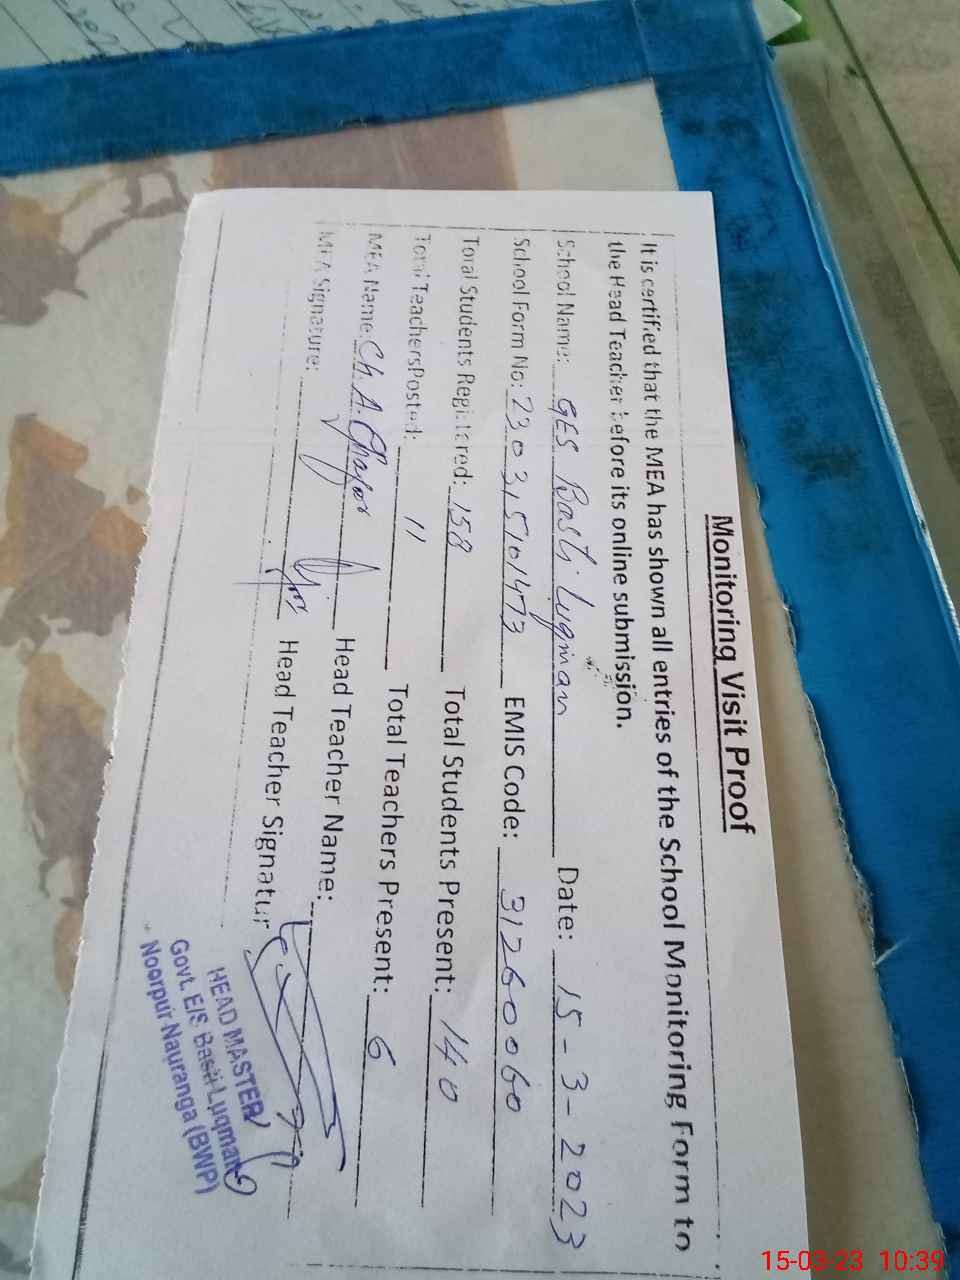 Monitoring Visit Proof
It is certified that the MEA has shown all entries of the School Monitoring Form to
the Head Teacher before its online submission.
School Name: GES Basti Luqman Date: 15-3-2023
School Form No: 2303,5101473 EMIS Code: 31260060
Total Students Registered: 158 Total Students Present: 140
Total Teachers Posted: 11 Total Teachers Present: 6
MEA Name: Ch. A. Ghafoor Head Teacher Name:
MEA Signature: Head Teacher Signatur
HEAD MASTER
Govt. E/S Basti Luqman
Noorpur Nauranga (BWP)
15-03-23 10:39